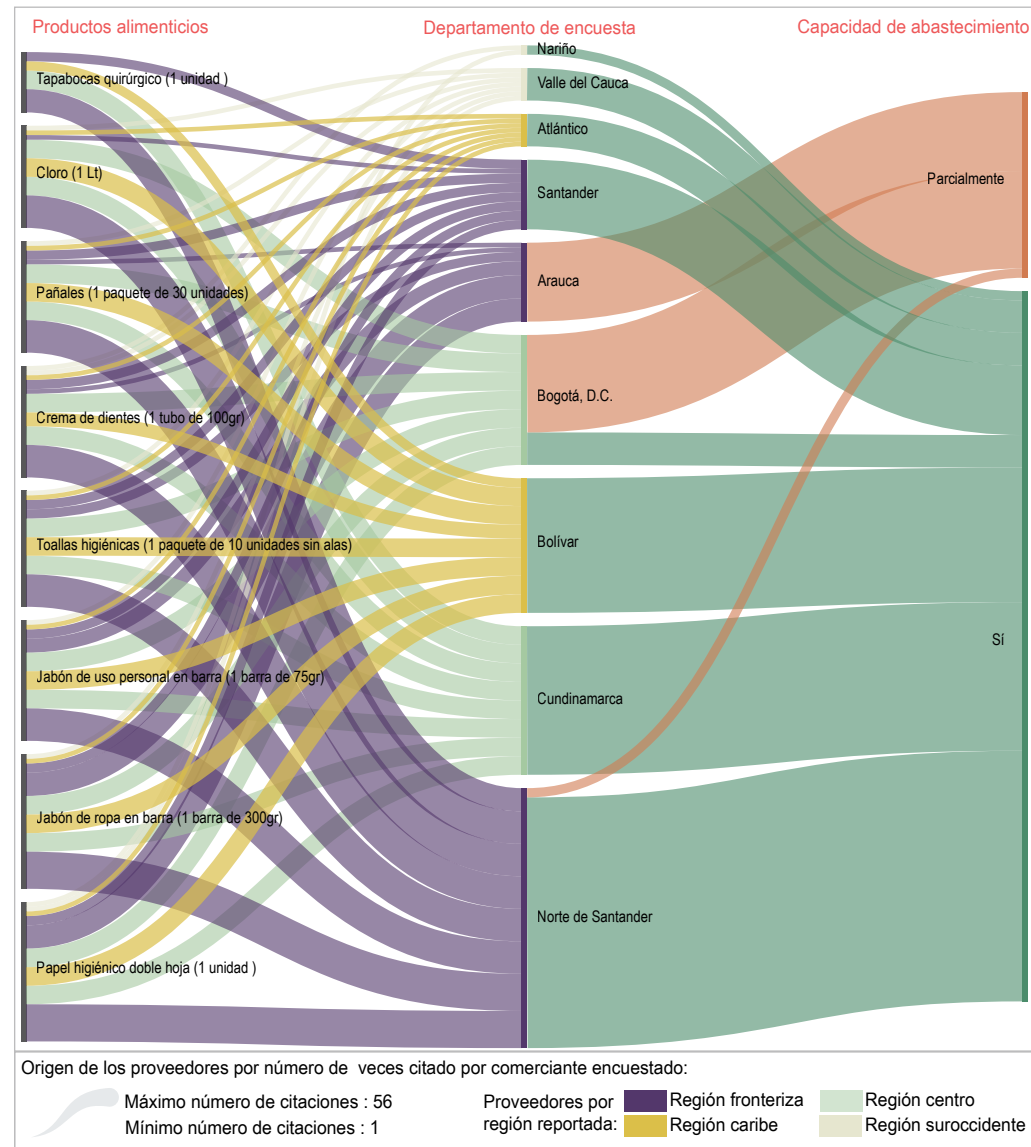 Productos alimenticios
Departamento de encuesta
Capacidad de abastecimiento
Tapabocas quirúrgico (1 unidad )
Cloro (1 Lt)
Pañales (1 paquete de 30 unidades)
Crema de dientes (1 tubo de 100gr)
Toallas higiénicas (1 paquete de 10 unidades sin alas)
Jabón de uso personal en barra (1 barra de 75gr)
Jabón de ropa en barra (1 barra de 300gr)
Papel higiénico doble hoja (1 unidad )
Nariño
Valle del Cauca
Atlántico
Santander
Arauca
Bogotá, D.C.
Bolívar
Cundinamarca
Norte de Santander
Parcialmente
Sí
Origen de los proveedores por número de veces citado por comerciante encuestado:
Máximo número de citaciones : 56
Mínimo número de citaciones : 1
Proveedores por
región reportada:
Región fronteriza
Región centro
Región caribe
Región suroccidente